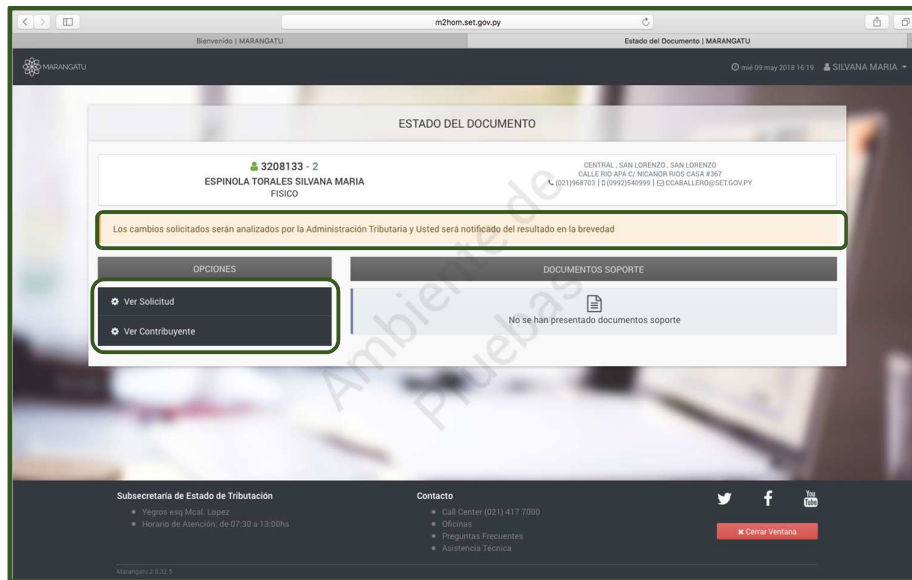 m2hom.set.gov.py
Bienvenido | MARANGATU
Estado del Documento | MARANGATU
MARANGATU
mié 09 may 2018 16:19 SILVANA MARIA
ESTADO DEL DOCUMENTO
3208133 - 2
ESPINOLA TORALES SILVANA MARIA
FISICO
CENTRAL , SAN LORENZO , SAN LORENZO
CALLE RIO APA C/ NICANOR RIOS CASA #367
(021)968703 | (0992)540999 | CCABALLERO@SET.GOV.PY
Los cambios solicitados serán analizados por la Administración Tributaria y Usted será notificado del resultado en la brevedad
OPCIONES
Ver Solicitud
Ver Contribuyente
DOCUMENTOS SOPORTE
No se han presentado documentos soporte
Ambiente de
Pruebas
Subsecretaría de Estado de Tributación
Yegros esq Mcal. Lopez
Horario de Atención: de 07:30 a 13:00hs
Contacto
Call Center (021) 417 7000
Oficinas
Preguntas Frecuentes
Asistencia Técnica
You
Tube
Cerrar Ventana
Marangatu 2.0.32.9